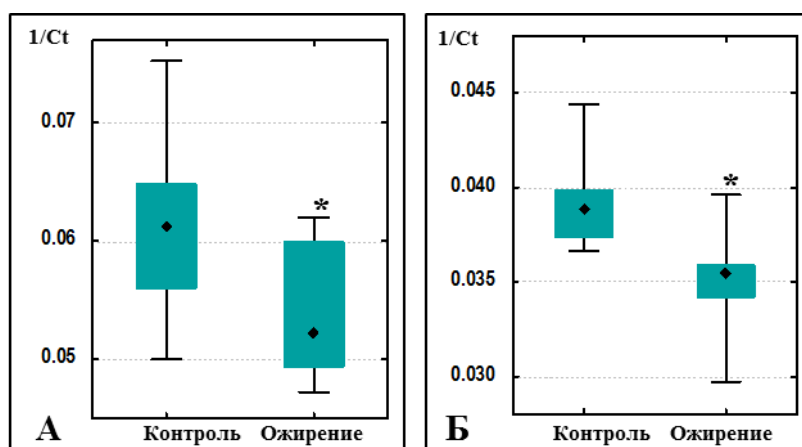 1/Ct
0.07
0.06
0.05
*
А
Контроль Ожирение
1/Ct
0.045
0.040
0.035
0.030
*
Б
Контроль Ожирение